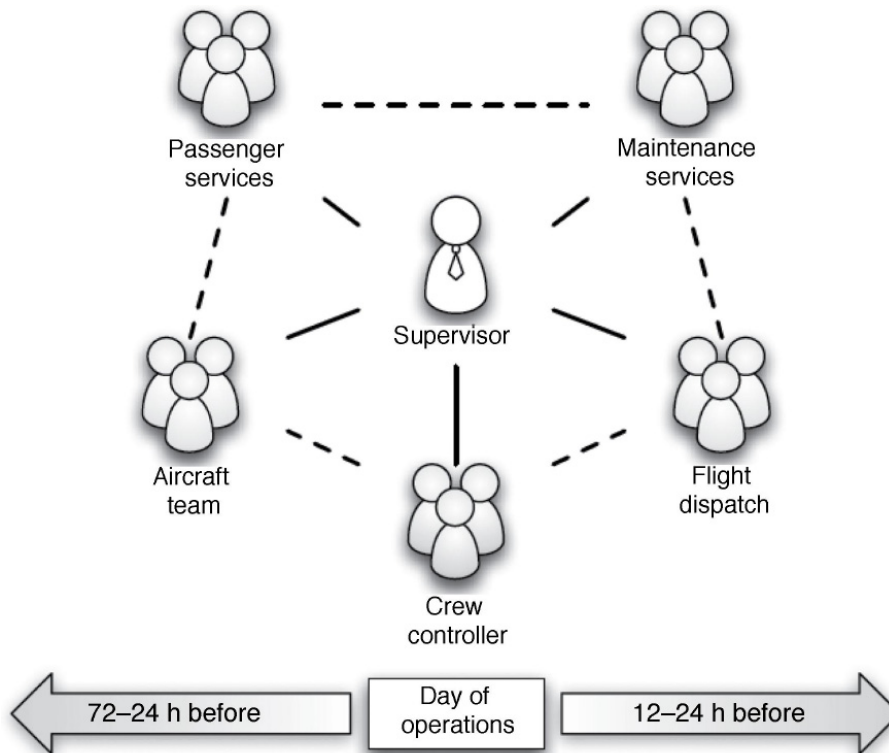 Passenger
services
Maintenance
services
Supervisor
Aircraft
team
Flight
dispatch
Crew
controller
72–24 h before
Day of
operations
12–24 h before